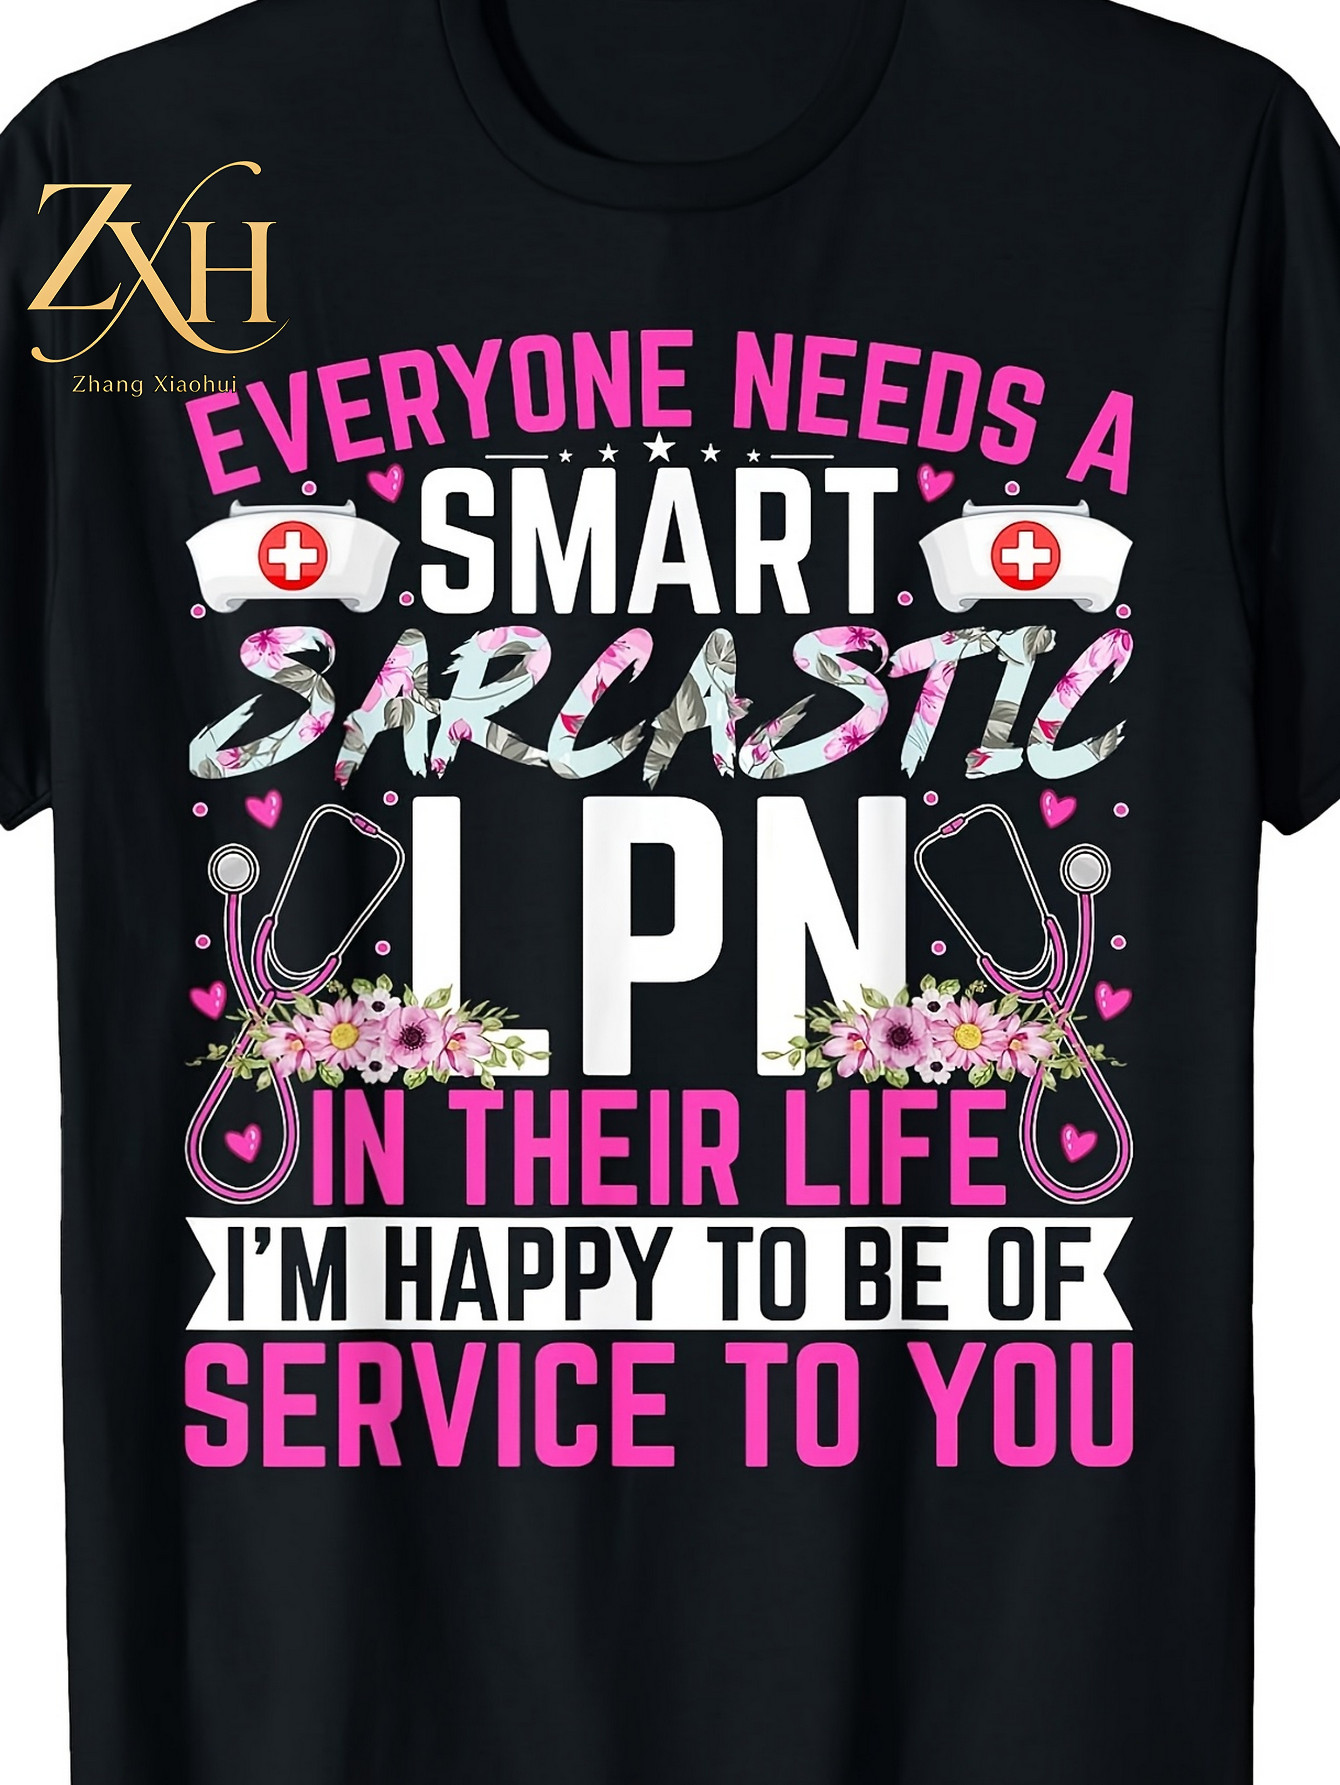 ZXH
Zhang Xiaohui
EVERYONE NEEDS A
SMART
SARCASTIC
LPN
IN THEIR LIFE
I'M HAPPY TO BE OF
SERVICE TO YOU